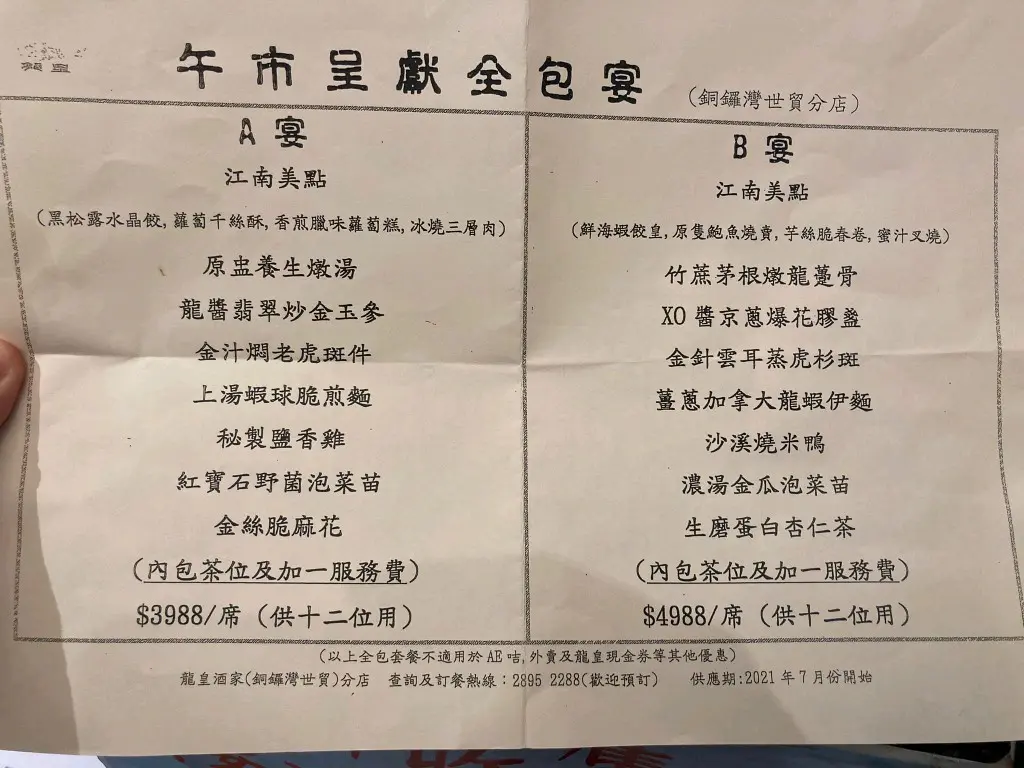 龍皇
午市呈獻全包宴 (銅鑼灣世貿分店)
A 宴
江南美點
(黑松露水晶餃, 蘿蔔千絲酥, 香煎臘味蘿蔔糕, 冰燒三層肉)
原盅養生燉湯
龍醬翡翠炒金玉參
金汁燜老虎斑件
上湯蝦球脆煎麵
秘製鹽香雞
紅寶石野菌泡菜苗
金絲脆麻花
(內包茶位及加一服務費)
$3988/席 (供十二位用)
B 宴
江南美點
(鮮海蝦餃皇, 原隻鮑魚燒賣, 芋絲脆春卷, 蜜汁叉燒)
竹蔗茅根燉龍躉骨
XO 醬京蔥爆花膠盞
金針雲耳蒸虎杉斑
薑蔥加拿大龍蝦伊麵
沙溪燒米鴨
濃湯金瓜泡菜苗
生磨蛋白杏仁茶
(內包茶位及加一服務費)
$4988/席 (供十二位用)
(以上全包套餐不適用於 AE 咭, 外賣及龍皇現金券等其他優惠)
龍皇酒家(銅鑼灣世貿)分店 查詢及訂餐熱線：2895 2288(歡迎預訂) 供應期:2021 年 7 月份開始